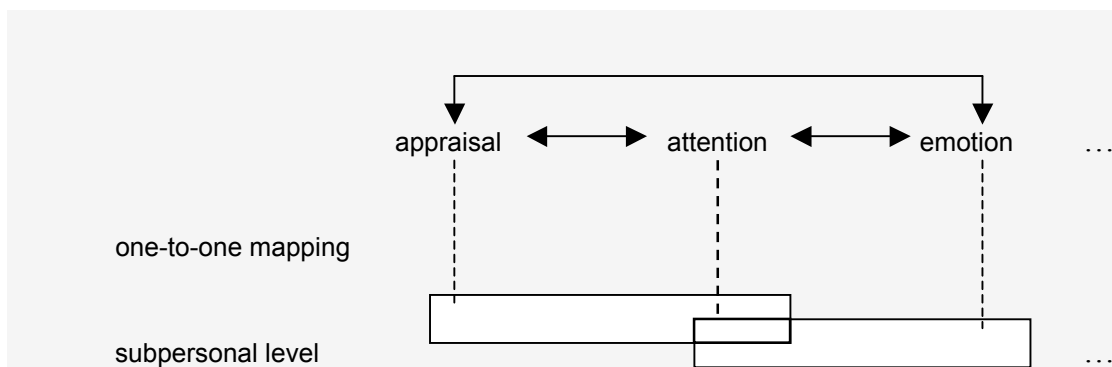 appraisal attention emotion ...
one-to-one mapping
subpersonal level ...